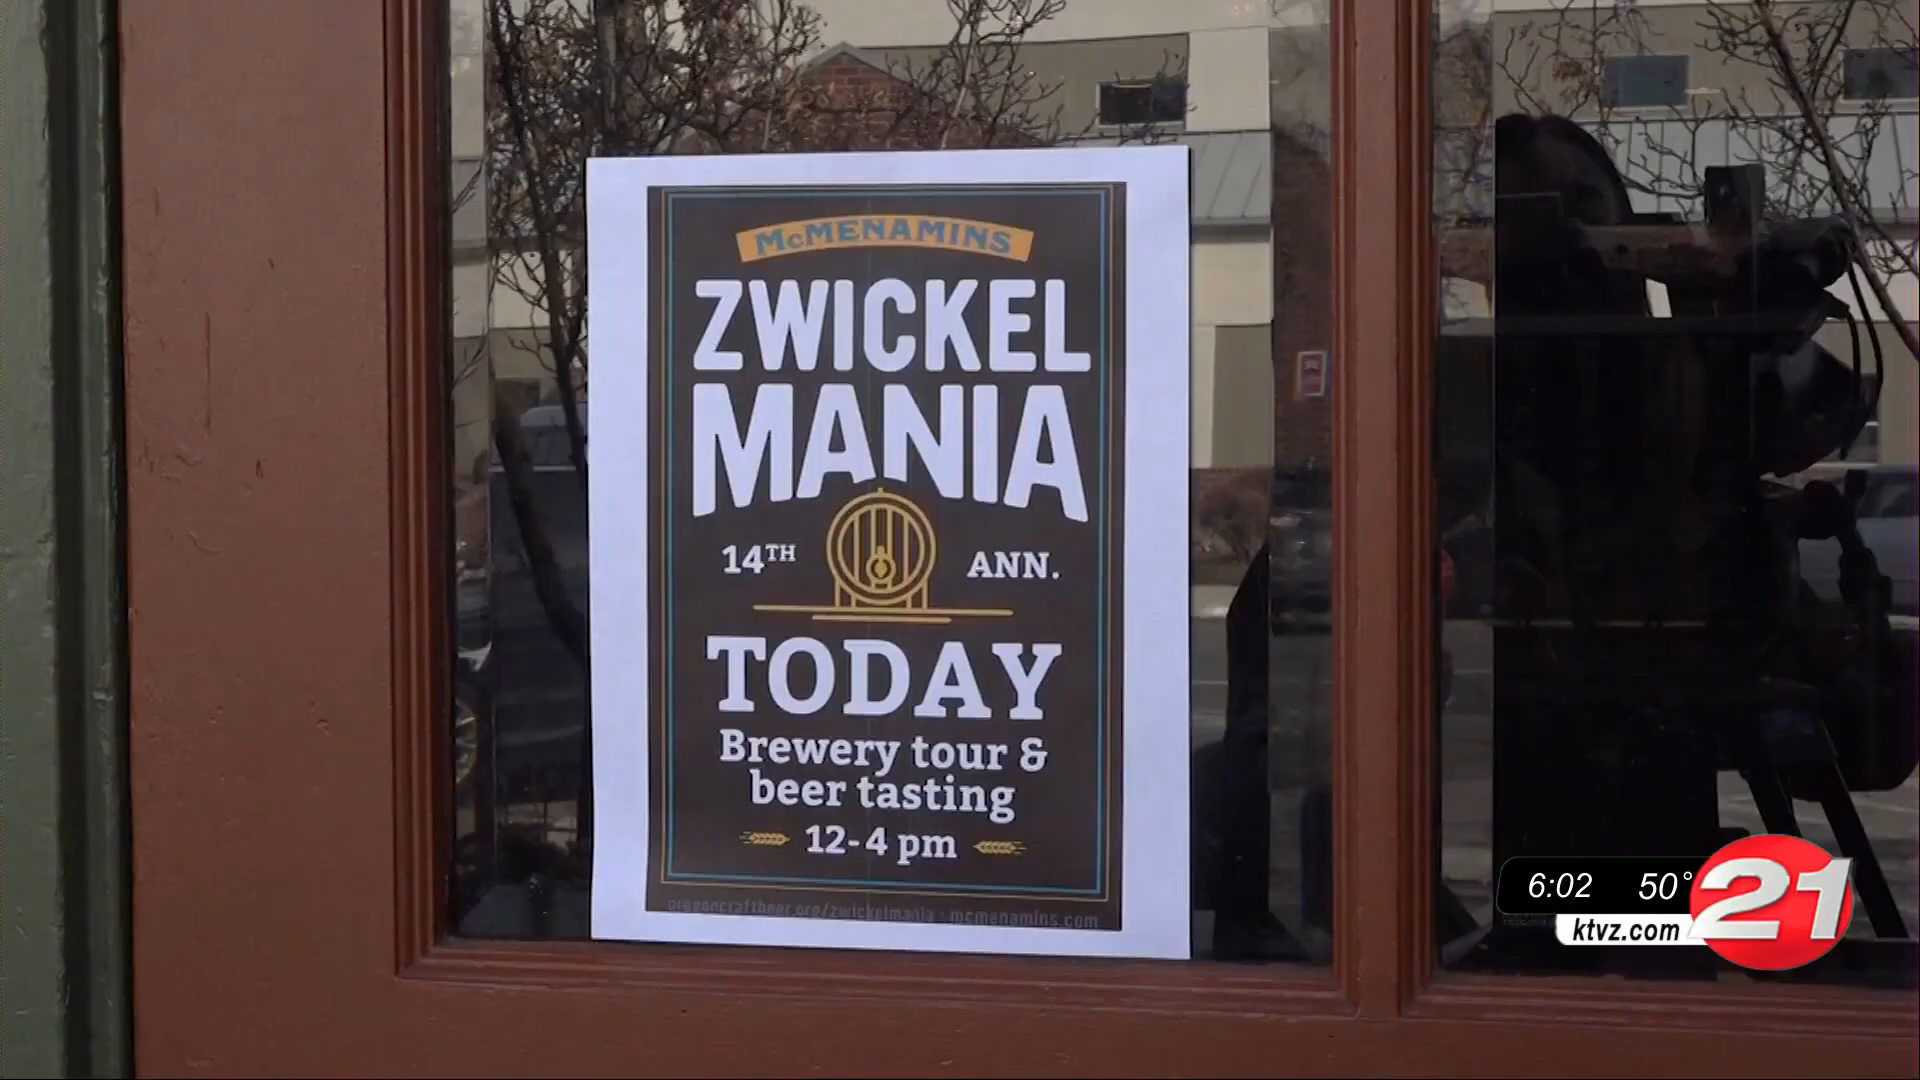 McMENAMINS
ZWICKEL
MANIA
14TH ANN.
TODAY
Brewery tour &
beer tasting
12-4 pm
oregoncraftbeer.org/zwickelmania · mcmenamins.com
6:02 50°
ktvz.com
21